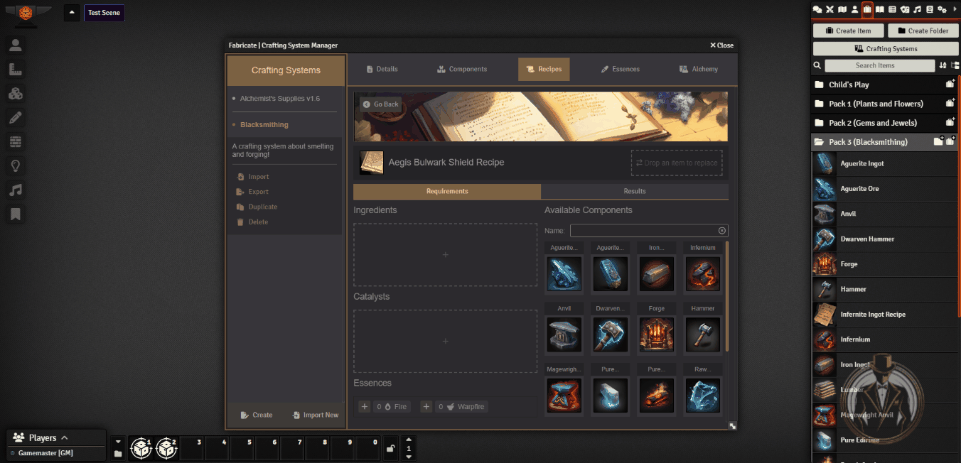 Test Scene
Fabricate | Crafting System Manager
Close
Crafting Systems
Details
Components
Recipes
Essences
Alchemy
Alchemist's Supplies v1.6
Blacksmithing
A crafting system about smelting
and forging!
Import
Export
Duplicate
Delete
Create
Import New
Go Back
Aegis Bulwark Shield Recipe
Drop an item to replace
Requirements
Results
Ingredients
Catalysts
Essences
0 Fire
0 Warpfire
Available Components
Name:
Aguerite...
Aguerite...
Iron...
Infernium
Anvil
Dwarven...
Forge
Hammer
Magewrigh...
Pure...
Pure...
Raw...
Create Item
Create Folder
Crafting Systems
Search Items
Child's Play
Pack 1 (Plants and Flowers)
Pack 2 (Gems and Jewels)
Pack 3 (Blacksmithing)
Aguerite Ingot
Aguerite Ore
Anvil
Dwarven Hammer
Forge
Hammer
Infernite Ingot Recipe
Infernium
Iron
Magewright Anvil
Players
Gamemaster [GM]
1 2 3 4 5 6 7 8 9 0
1